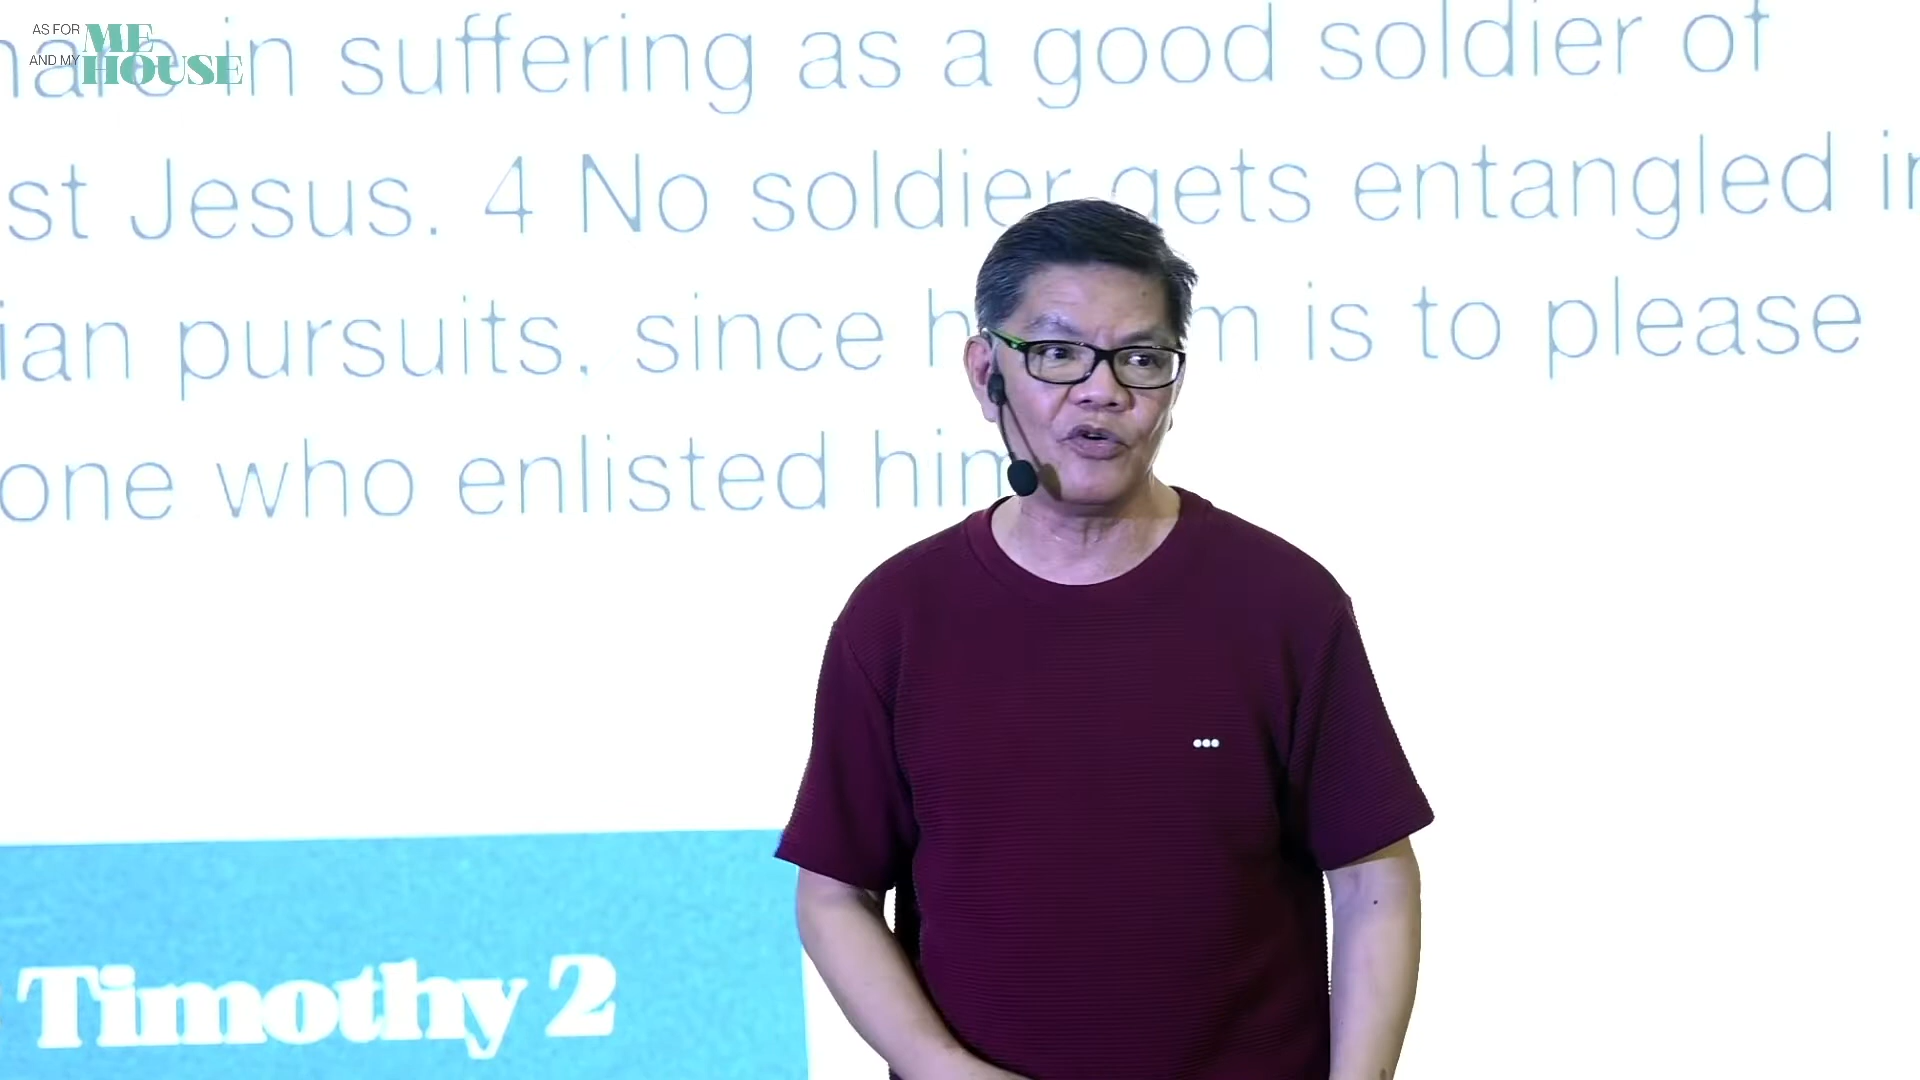 AS FOR ME
AND MY HOUSE
in suffering as a good soldier of
st Jesus. 4 No soldier gets entangled in
ian pursuits, since h m is to please
one who enlisted him
Timothy 2